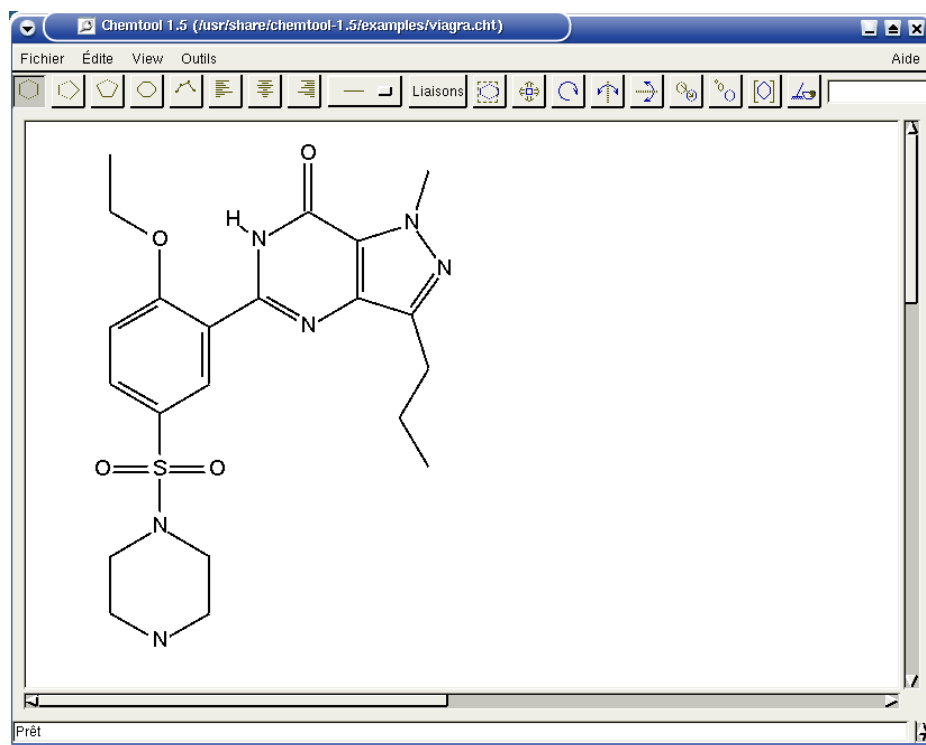 Chemtool 1.5 (/usr/share/chemtool-1.5/examples/viagra.cht)
Fichier Édite View Outils Aide
Liaisons
O
H
N
N
O
N
N
O S O
N
N
Prêt